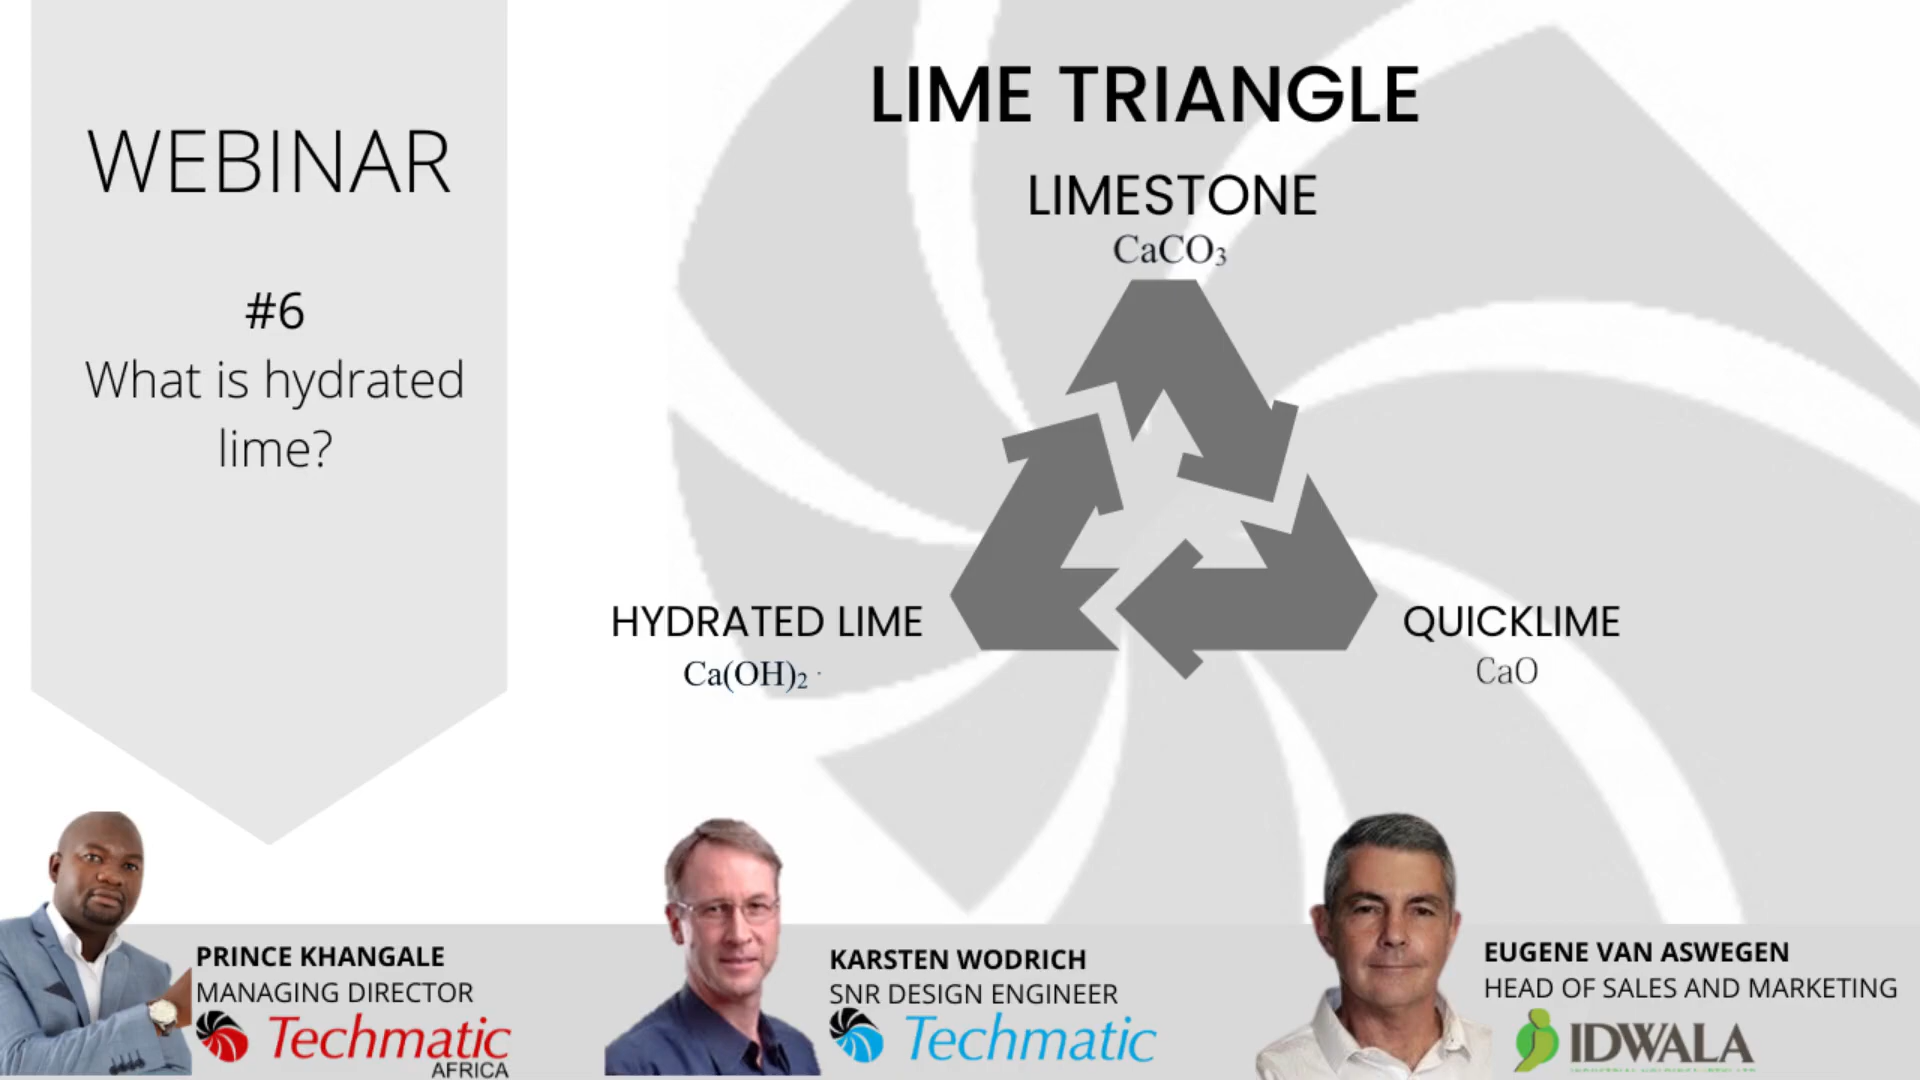 WEBINAR
#6
What is hydrated
lime?
LIME TRIANGLE
LIMESTONE
CaCO₃
HYDRATED LIME
Ca(OH)₂
QUICKLIME
CaO
PRINCE KHANGALE
MANAGING DIRECTOR
Techmatic
AFRICA
KARSTEN WODRICH
SNR DESIGN ENGINEER
Techmatic
EUGENE VAN ASWEGEN
HEAD OF SALES AND MARKETING
IDWALA